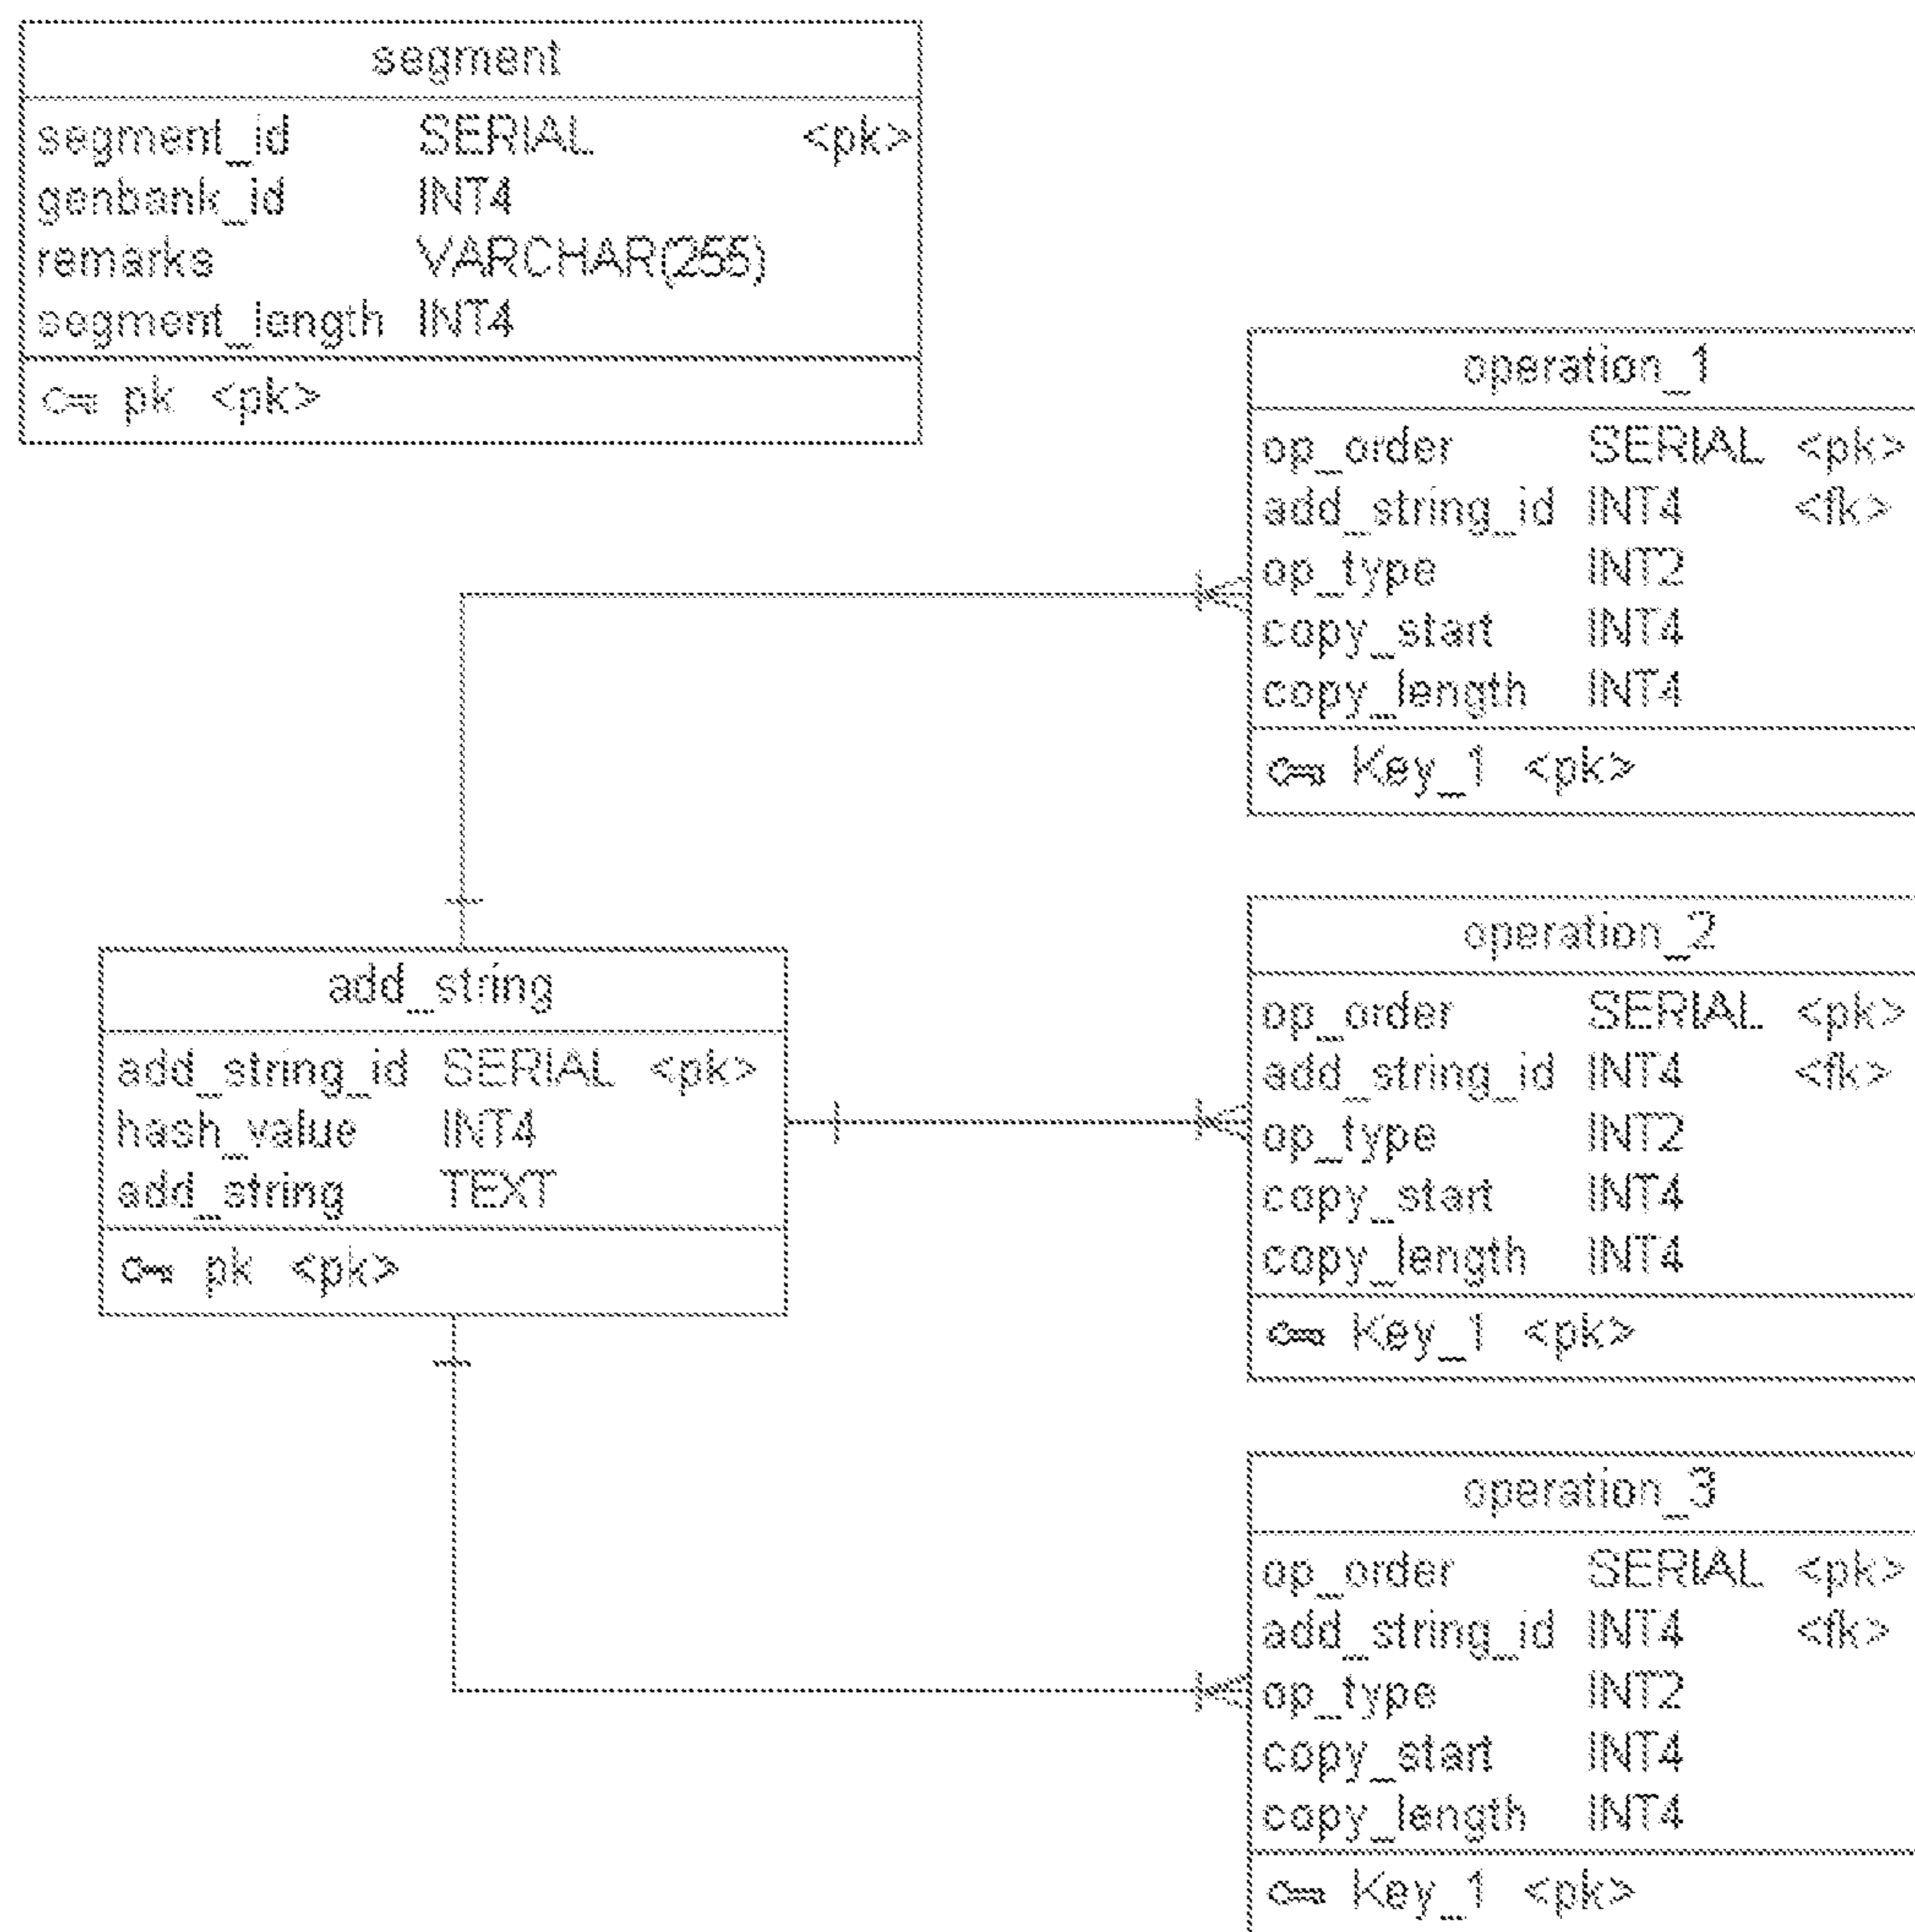 segment
segment_id SERIAL <pk>
genbank_id INT4
remarks VARCHAR(255)
segment_length INT4
pk <pk>
operation_1
op_order SERIAL <pk>
add_string_id INT4 <fk>
op_type INT2
copy_start INT4
copy_length INT4
Key_1 <pk>
add_string
add_string_id SERIAL <pk>
hash_value INT4
add_string TEXT
pk <pk>
operation_2
op_order SERIAL <pk>
add_string_id INT4 <fk>
op_type INT2
copy_start INT4
copy_length INT4
Key_1 <pk>
operation_3
op_order SERIAL <pk>
add_string_id INT4 <fk>
op_type INT2
copy_start INT4
copy_length INT4
Key_1 <pk>